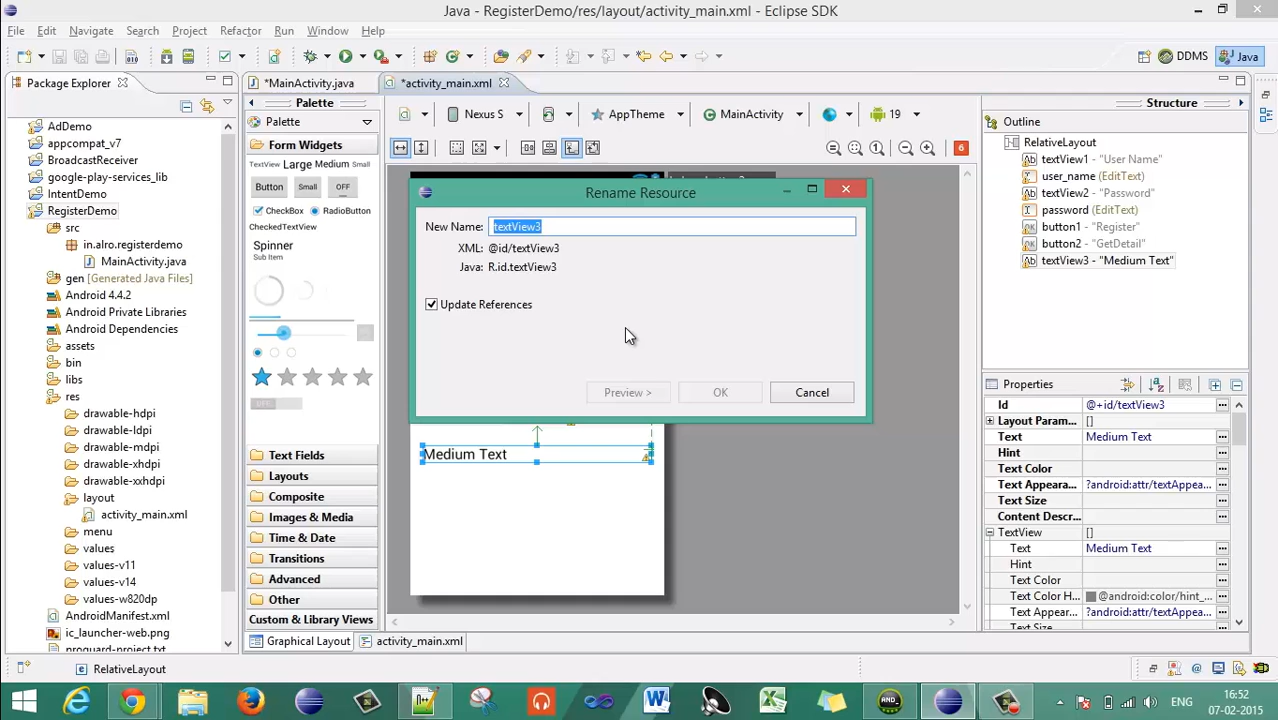 Java - RegisterDemo/res/layout/activity_main.xml - Eclipse SDK
File Edit Navigate Search Project Refactor Run Window Help
DDMS Java
Package Explorer
*MainActivity.java
*activity_main.xml
AdDemo
appcompat_v7
BroadcastReceiver
google-play-services_lib
IntentDemo
RegisterDemo
src
in.alro.registerdemo
MainActivity.java
gen [Generated Java Files]
Android 4.4.2
Android Private Libraries
Android Dependencies
assets
bin
libs
res
drawable-hdpi
drawable-ldpi
drawable-mdpi
drawable-xhdpi
drawable-xxhdpi
layout
activity_main.xml
menu
values
values-v11
values-v14
values-w820dp
AndroidManifest.xml
ic_launcher-web.png
proguard-project.txt
Palette
Palette
Form Widgets
TextView Large Medium Small
Button Small OFF
CheckBox RadioButton
CheckedTextView
Spinner
Sub Item
Text Fields
Layouts
Composite
Images & Media
Time & Date
Transitions
Advanced
Other
Custom & Library Views
Nexus S AppTheme MainActivity 19
6
Rename Resource
New Name: textView3
XML: @id/textView3
Java: R.id.textView3
Update References
Preview > OK Cancel
Medium Text
Graphical Layout activity_main.xml
Structure
Outline
RelativeLayout
textView1 - "User Name"
user_name (EditText)
textView2 - "Password"
password (EditText)
button1 - "Register"
button2 - "GetDetail"
textView3 - "Medium Text"
Properties
Id @+id/textView3
Layout Param... []
Text Medium Text
Hint
Text Color
Text Appeara... ?android:attr/textAppea...
Text Size
Content Descr...
TextView []
Text Medium Text
Hint
Text Color
Text Color H... @android:color/hint_...
Text Appear... ?android:attr/textAppea...
Text Size
RelativeLayout
ENG
16:52
07-02-2015